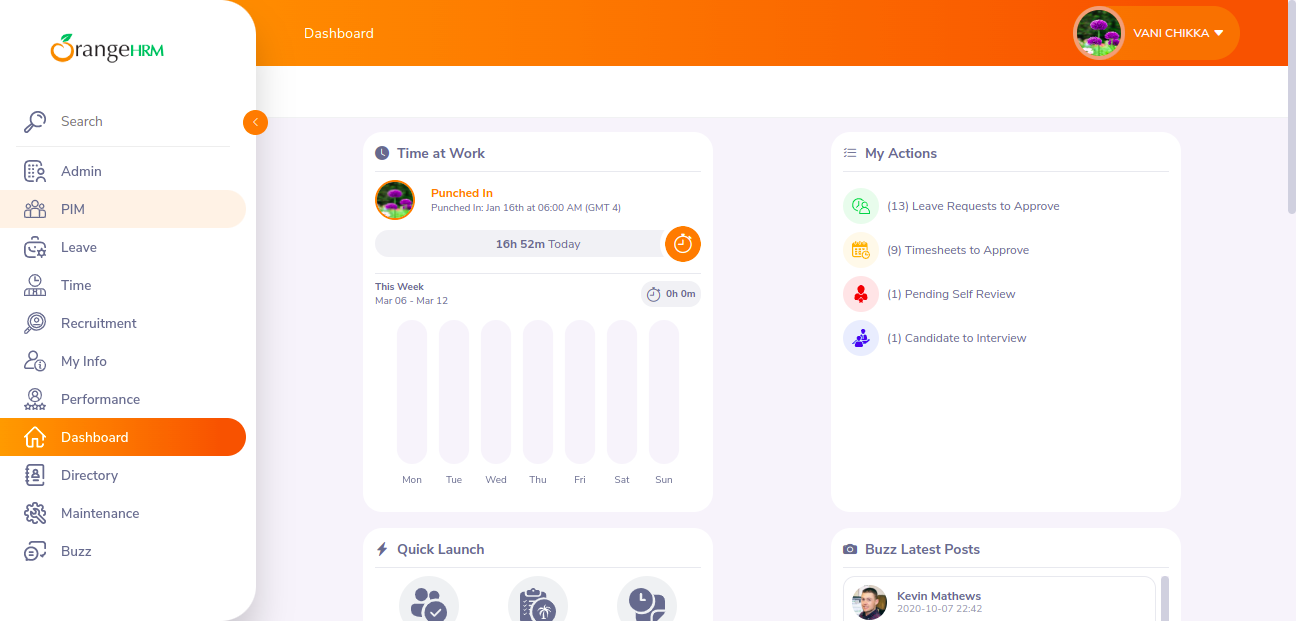 OrangeHRM
Dashboard
VANI CHIKKA
Search
Admin
PIM
Leave
Time
Recruitment
My Info
Performance
Dashboard
Directory
Maintenance
Buzz
Time at Work
Punched In
Punched In: Jan 16th at 06:00 AM (GMT 4)
16h 52m Today
This Week
Mar 06 - Mar 12
0h 0m
Mon Tue Wed Thu Fri Sat Sun
My Actions
(13) Leave Requests to Approve
(9) Timesheets to Approve
(1) Pending Self Review
(1) Candidate to Interview
Quick Launch
Buzz Latest Posts
Kevin Mathews
2020-10-07 22:42